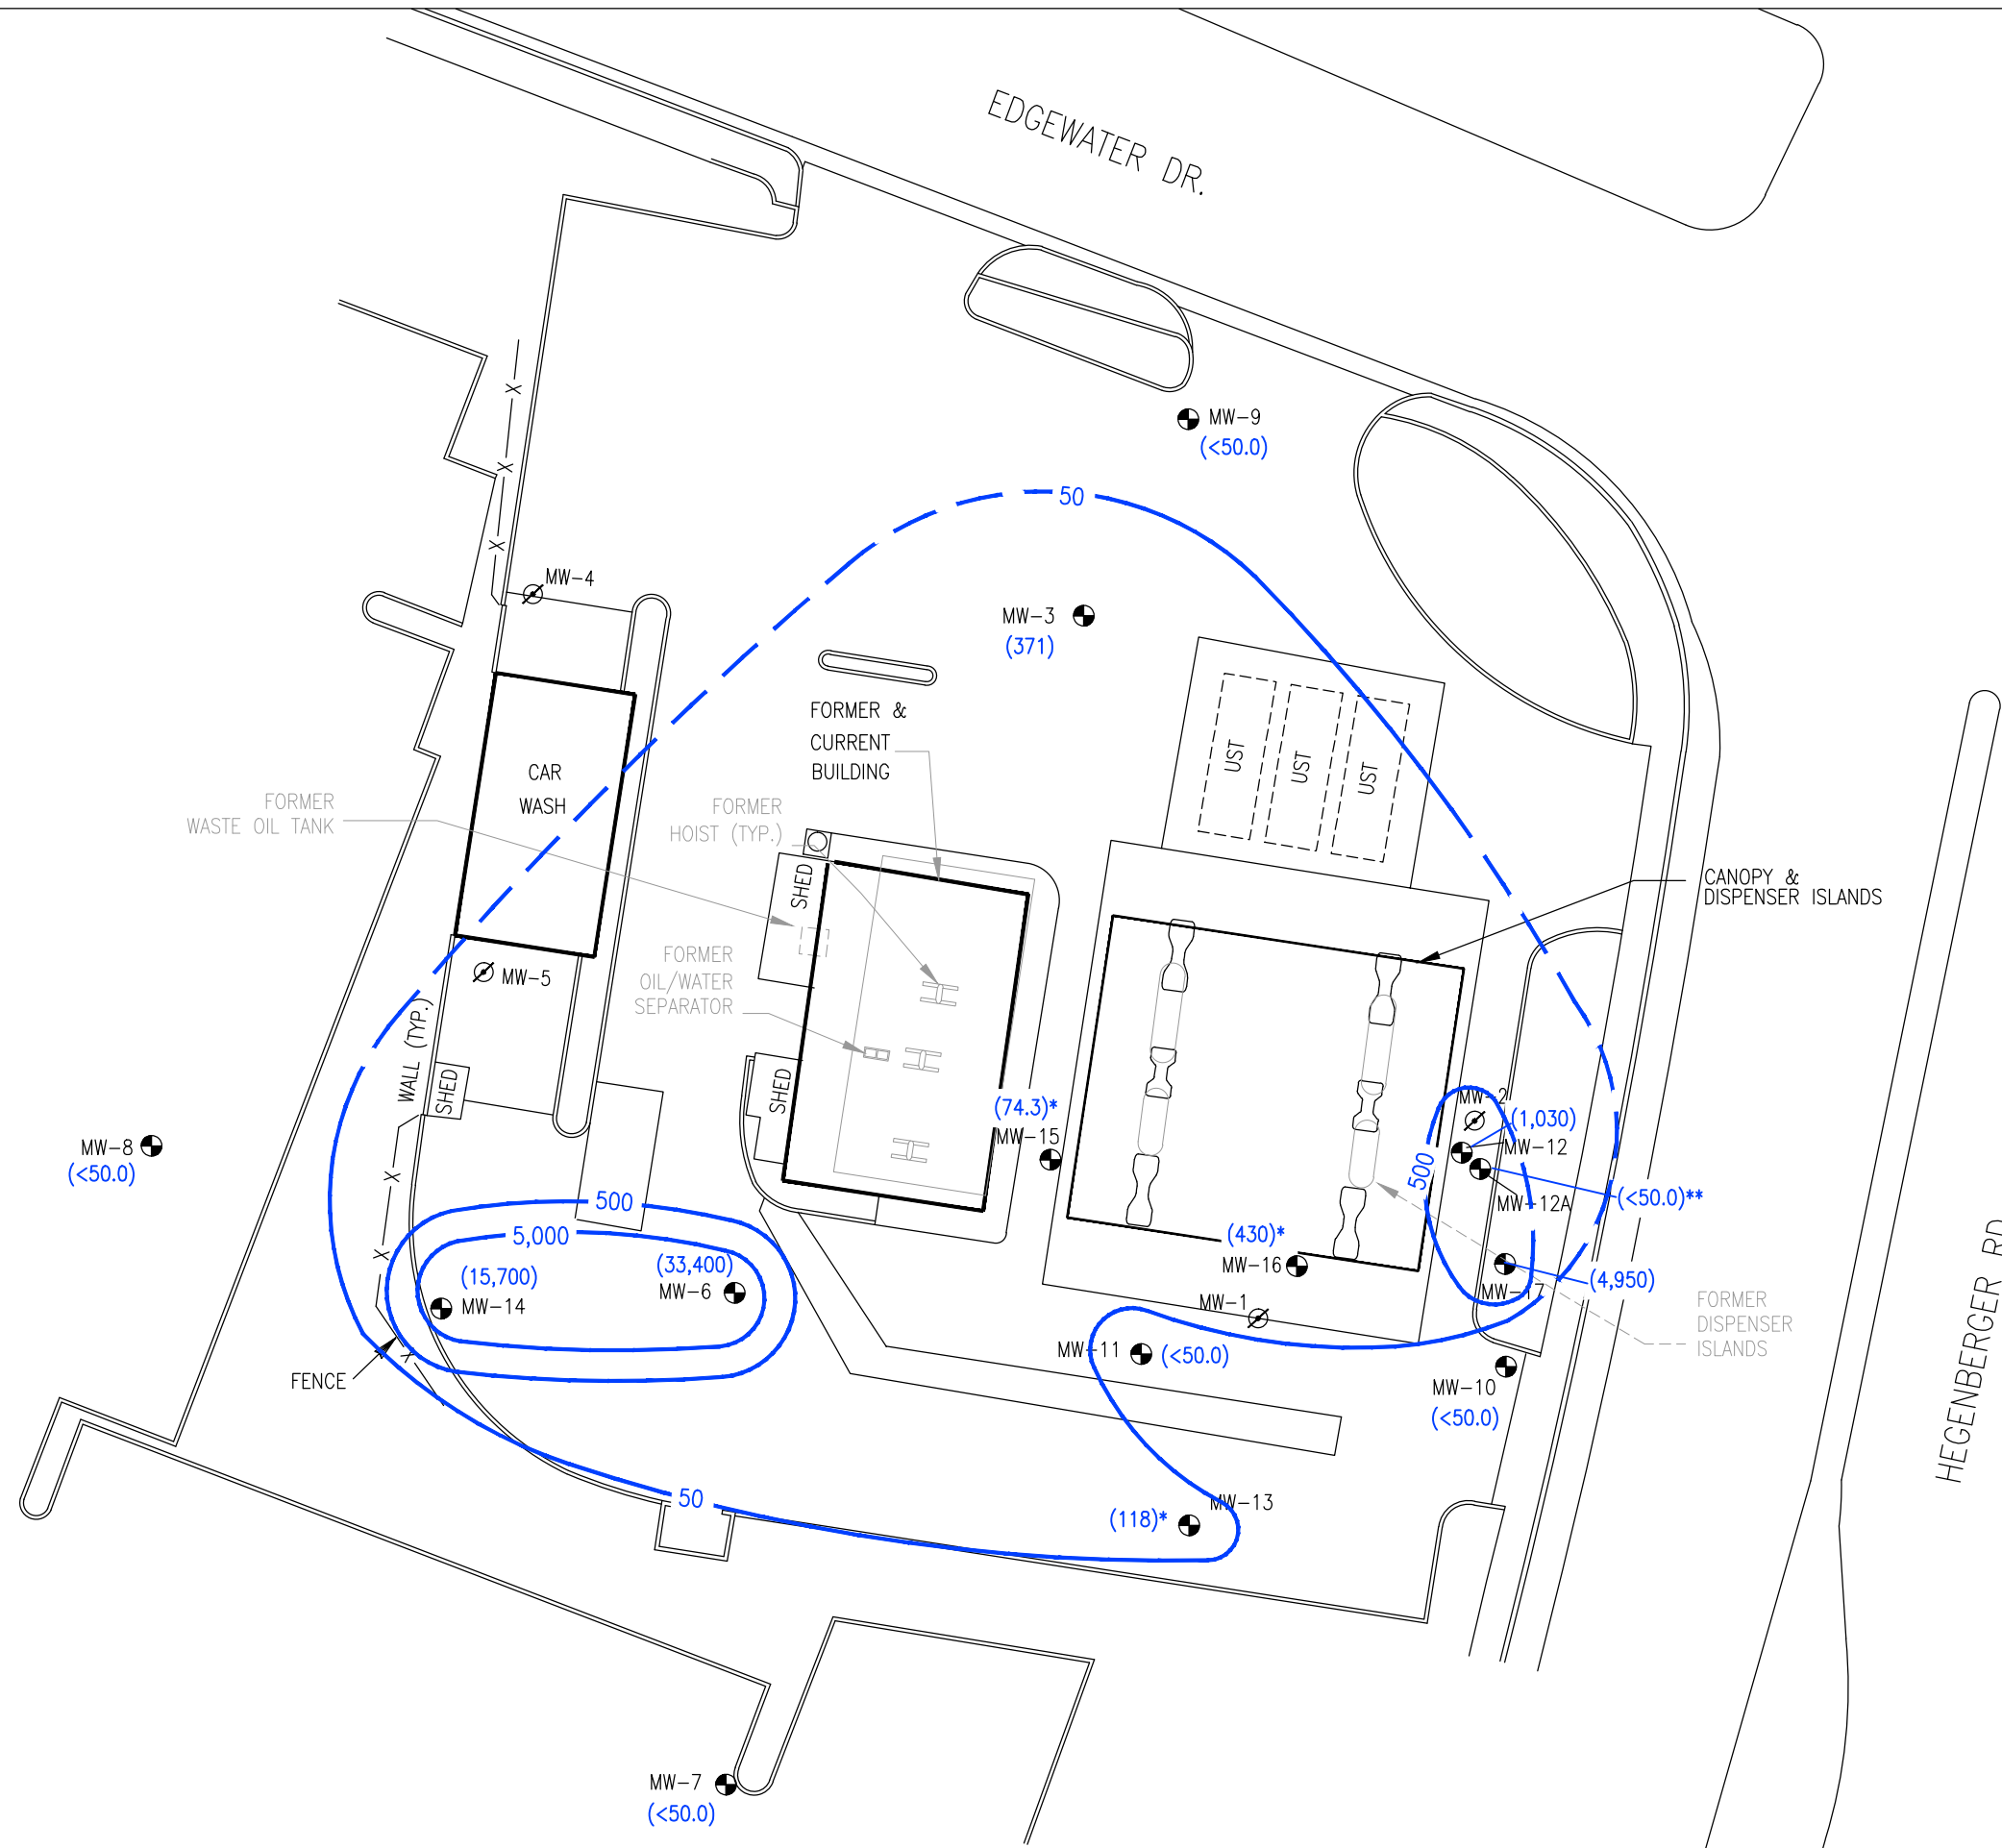 EDGEWATER DR.
MW-9
(<50.0)
50
X
X
X
MW-4
MW-3
(371)
FORMER &
CURRENT
BUILDING
UST
UST
UST
CAR
WASH
FORMER
WASTE OIL TANK
FORMER
HOIST (TYP.)
SHED
CANOPY &
DISPENSER ISLANDS
FORMER
OIL/WATER
SEPARATOR
MW-5
WALL (TYP.)
SHED
SHED
(74.3)*
MW-15
MW-2
(1,030)
MW-12
500
(<50.0)**
MW-12A
MW-8
(<50.0)
X
X
X
500
5,000
(15,700)
MW-14
(33,400)
MW-6
(430)*
MW-16
MW-1
(4,950)
MW-17
FORMER
DISPENSER
ISLANDS
MW-11
(<50.0)
MW-10
(<50.0)
FENCE
HEGENBERGER RD
50
MW-13
(118)*
MW-7
(<50.0)